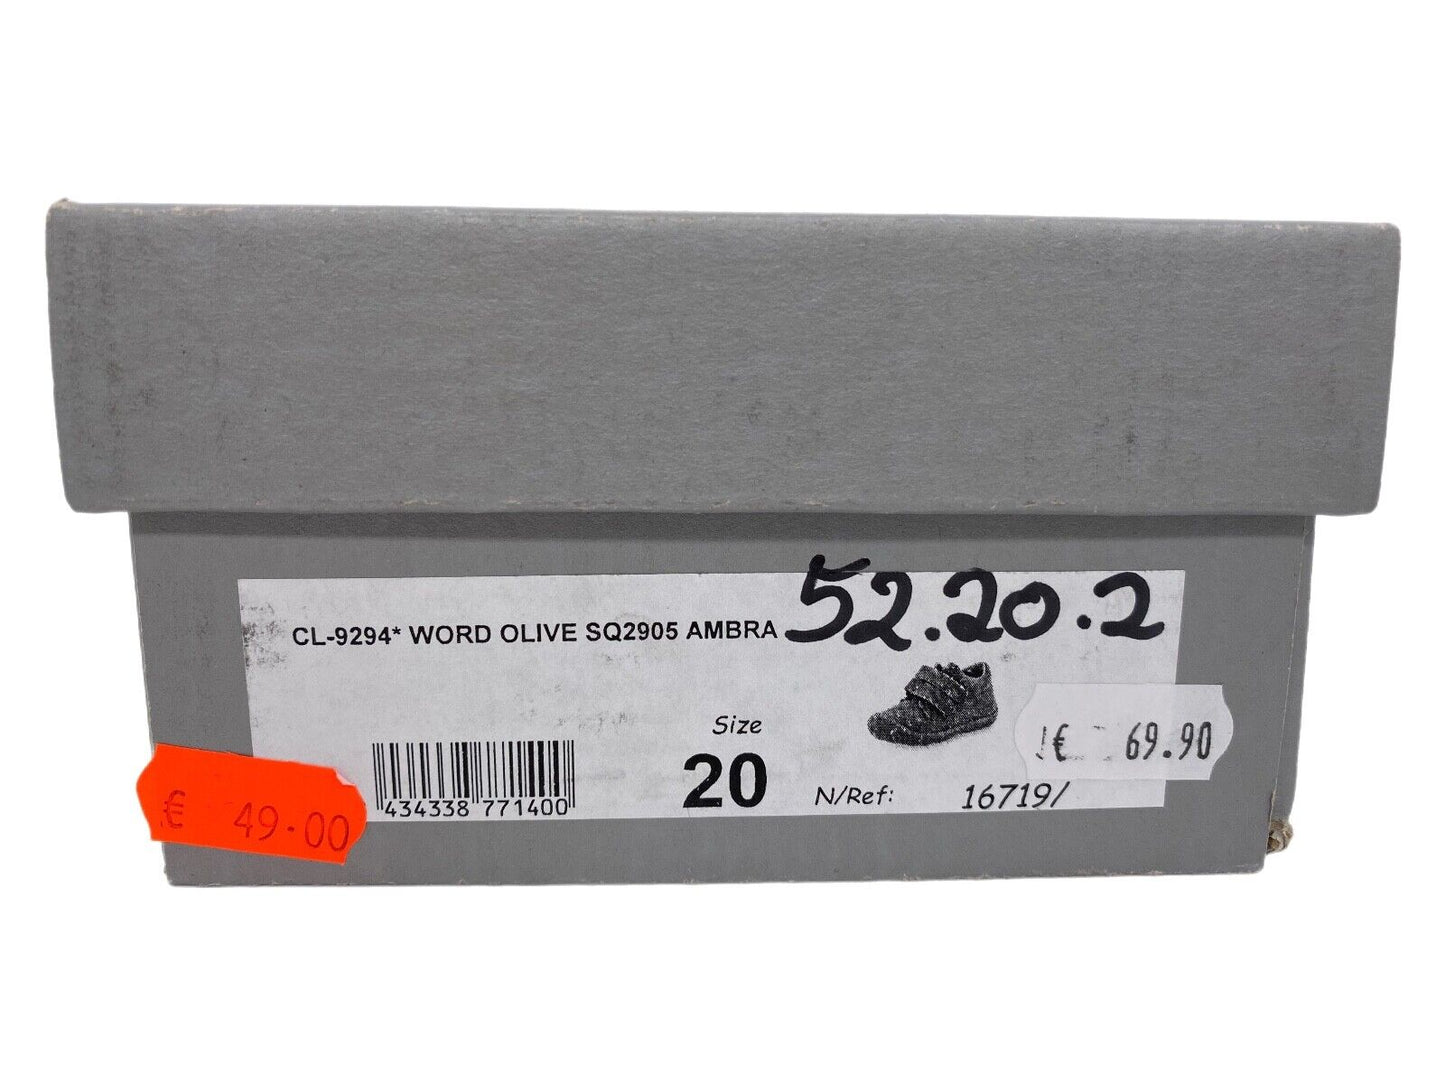 CL-9294* WORD OLIVE SQ2905 AMBRA
52.20.2
Size
20
N/Ref: 16719/
434338 771400
€ 49.00
€ 69.90